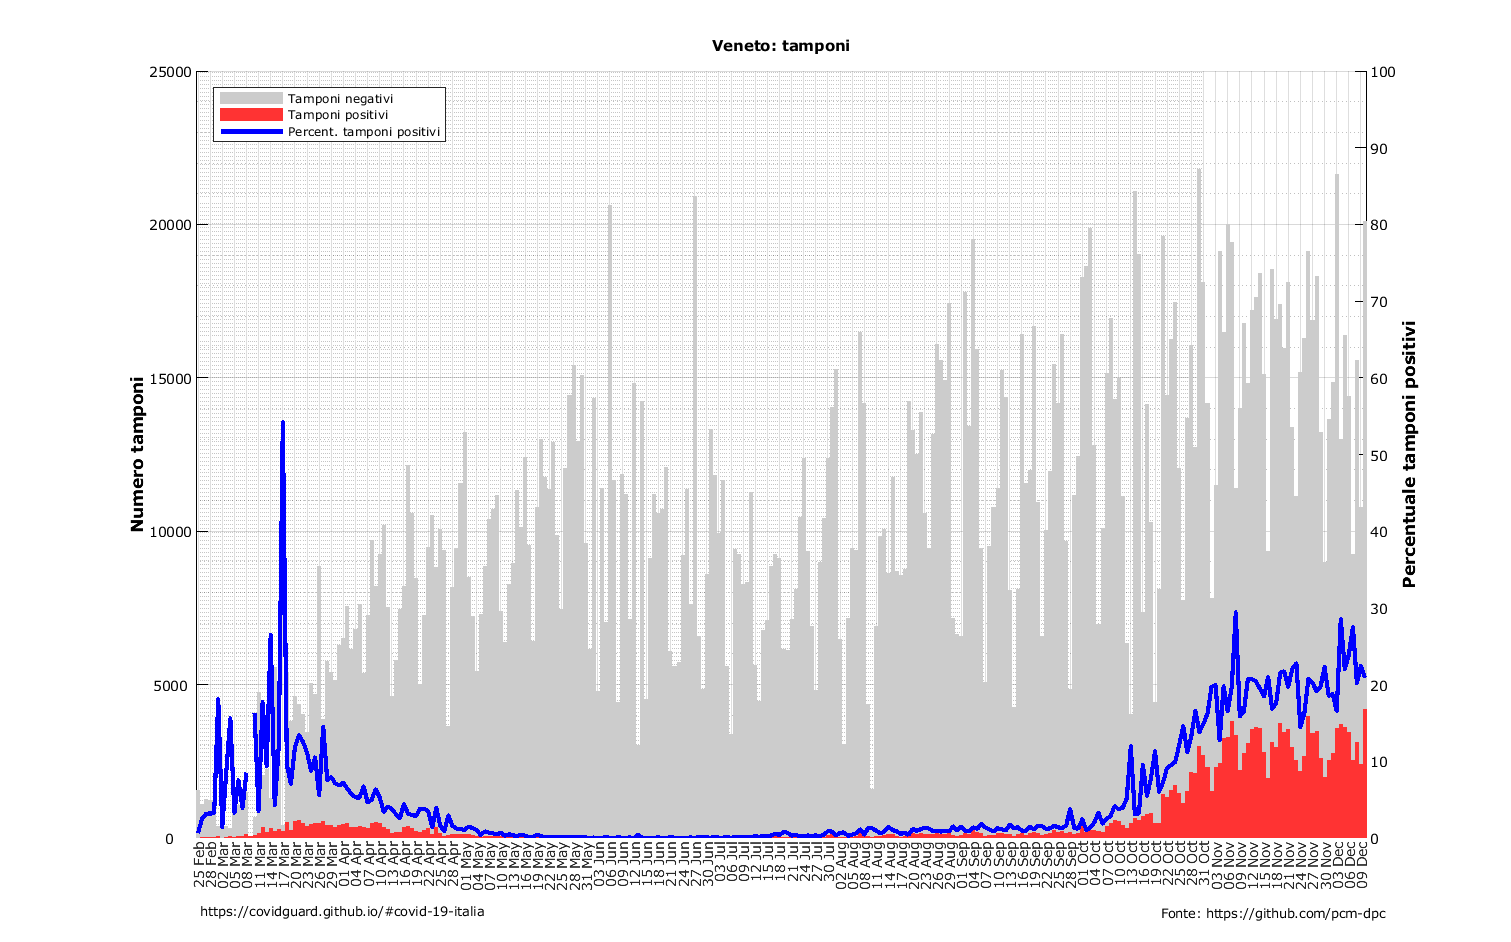 Veneto: tamponi
Tamponi negativi
Tamponi positivi
Percent. tamponi positivi
Numero tamponi
25000
20000
15000
10000
5000
0
Percentuale tamponi positivi
100
90
80
70
60
50
40
30
20
10
0
25 Feb
28 Feb
02 Mar
05 Mar
08 Mar
11 Mar
14 Mar
17 Mar
20 Mar
23 Mar
26 Mar
29 Mar
01 Apr
04 Apr
07 Apr
10 Apr
13 Apr
16 Apr
19 Apr
22 Apr
25 Apr
28 Apr
01 May
04 May
07 May
10 May
13 May
16 May
19 May
22 May
25 May
28 May
31 May
03 Jun
06 Jun
09 Jun
12 Jun
15 Jun
18 Jun
21 Jun
24 Jun
27 Jun
30 Jun
03 Jul
06 Jul
09 Jul
12 Jul
15 Jul
18 Jul
21 Jul
24 Jul
27 Jul
30 Jul
02 Aug
05 Aug
08 Aug
11 Aug
14 Aug
17 Aug
20 Aug
23 Aug
26 Aug
29 Aug
01 Sep
04 Sep
07 Sep
10 Sep
13 Sep
16 Sep
19 Sep
22 Sep
25 Sep
28 Sep
01 Oct
04 Oct
07 Oct
10 Oct
13 Oct
16 Oct
19 Oct
22 Oct
25 Oct
28 Oct
31 Oct
03 Nov
06 Nov
09 Nov
12 Nov
15 Nov
18 Nov
21 Nov
24 Nov
27 Nov
30 Nov
03 Dec
06 Dec
09 Dec
https://covidguard.github.io/#covid-19-italia
Fonte: https://github.com/pcm-dpc